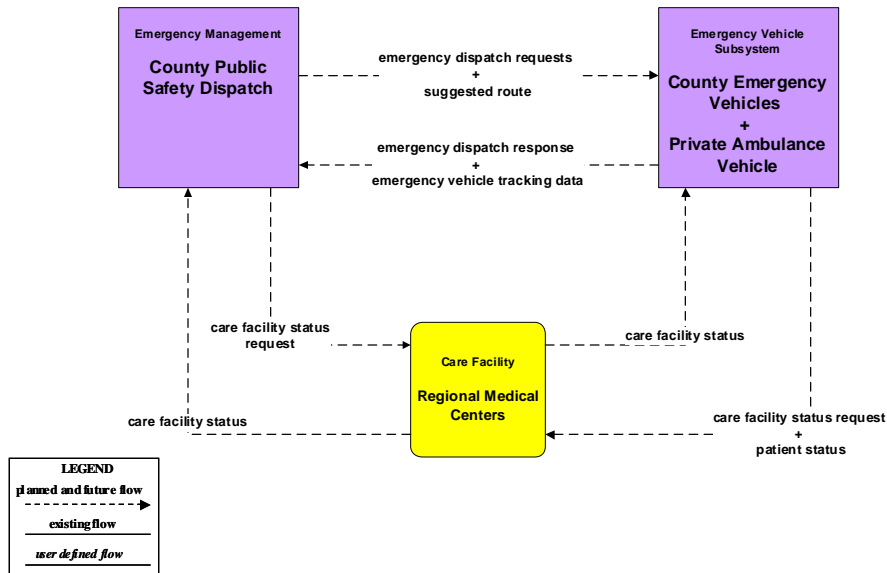 Emergency Management
County Public
Safety Dispatch
emergency dispatch requests
+
suggested route
Emergency Vehicle
Subsystem
County Emergency
Vehicles
+
Private Ambulance
Vehicle
emergency dispatch response
+
emergency vehicle tracking data
care facility status
request
Care Facility
Regional Medical
Centers
care facility status
care facility status
care facility status request
+
patient status
LEGEND
planned and future flow
existing flow
user defined flow